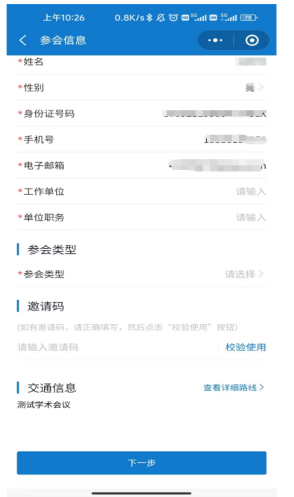 上午10:26 0.8K/s
参会信息
*姓名
*性别
*身份证号码
*手机号
*电子邮箱
*工作单位 请输入
*单位职务 请输入
参会类型
*参会类型 请选择
邀请码
(如有邀请码，请正确填写，然后点击“校验使用”按钮)
请输入邀请码 校验使用
交通信息 查看详细路线
测试学术会议
下一步